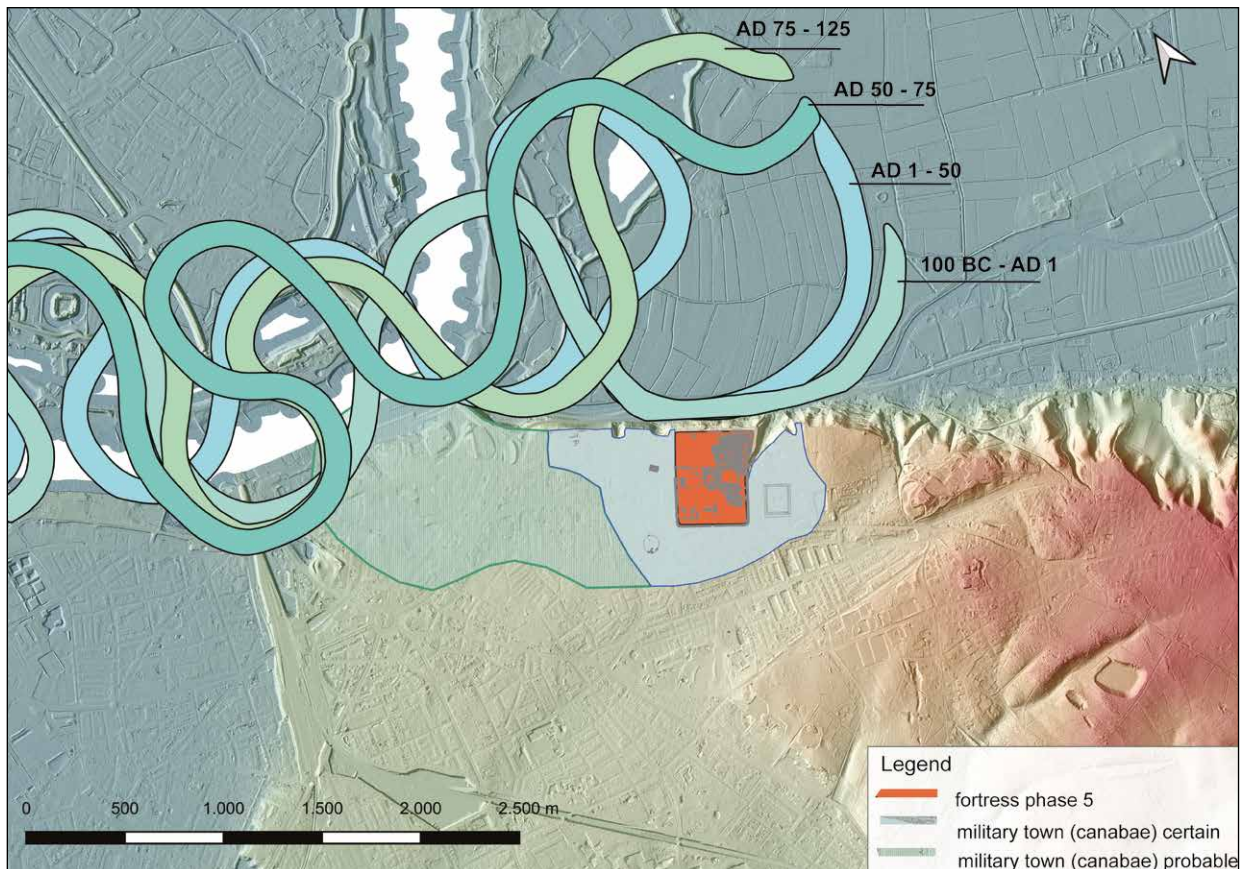 AD 75 - 125
AD 50 - 75
AD 1 - 50
100 BC - AD 1
Legend
fortress phase 5
military town (canabae) certain
military town (canabae) probable
0 500 1.000 1.500 2.000 2.500 m